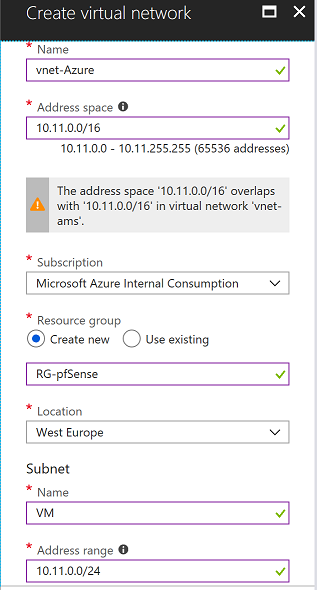 Create virtual network
* Name
vnet-Azure
* Address space
10.11.0.0/16
10.11.0.0 - 10.11.255.255 (65536 addresses)
The address space '10.11.0.0/16' overlaps
with '10.11.0.0/16' in virtual network 'vnet-
ams'.
* Subscription
Microsoft Azure Internal Consumption
* Resource group
Create new Use existing
RG-pfSense
* Location
West Europe
Subnet
* Name
VM
* Address range
10.11.0.0/24